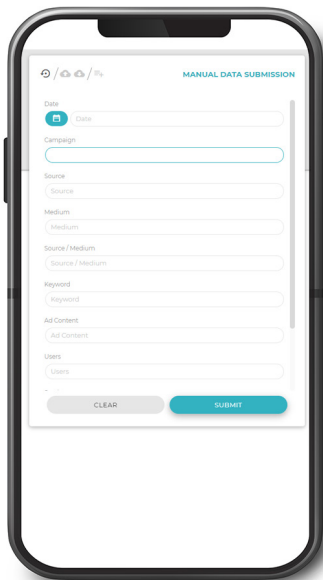 MANUAL DATA SUBMISSION
Date
Date
Campaign
Source
Source
Medium
Medium
Source / Medium
Source / Medium
Keyword
Keyword
Ad Content
Ad Content
Users
Users
CLEAR
SUBMIT